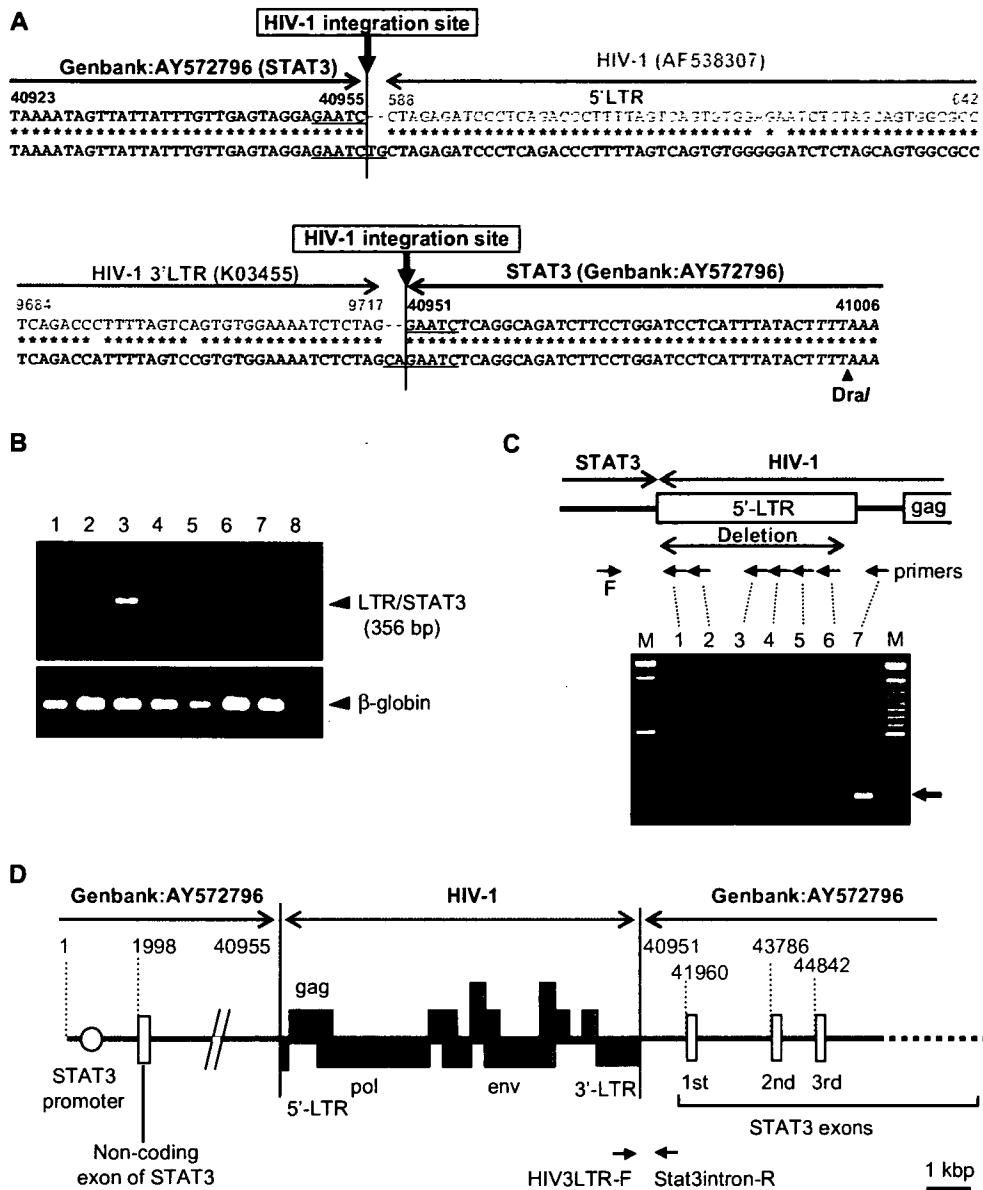 A
HIV-1 integration site
Genbank:AY572796 (STAT3)
HIV-1 (AF538307)
40923
40955
588
5'LTR
642
TAAAATAGTTATTATTTGTTGAGTAGGAGAATC--CTAGAGATCCCTCAGACCCTTTTAGTCAGTGTGG-GAATCTCTAGCAGTGGCGCC
TAAAATAGTTATTATTTGTTGAGTAGGAGAATCTGCTAGAGATCCCTCAGACCCTTTTAGTCAGTGTGGGGGATCTCTAGCAGTGGCGCC
HIV-1 integration site
HIV-1 3'LTR (K03455)
STAT3 (Genbank:AY572796)
9684
9717
40951
41006
TCAGACCCTTTTAGTCAGTGTGGAAAATCTCTAG--GAATCTCAGGCAGATCTTCCTGGATCCTCATTTATACTTTTAAA
TCAGACCATTTTAGTCCGTGTGGAAAATCTCTAGCAGAATCTCAGGCAGATCTTCCTGGATCCTCATTTATACTTTTAAA
DraI
B
1 2 3 4 5 6 7 8
LTR/STAT3
(356 bp)
β-globin
C
STAT3
HIV-1
5'-LTR
gag
Deletion
F
primers
M 1 2 3 4 5 6 7 M
D
Genbank:AY572796
HIV-1
Genbank:AY572796
1
1998
40955
40951
43786
41960
44842
gag
STAT3
promoter
pol
env
5'-LTR
3'-LTR
1st
2nd
3rd
STAT3 exons
Non-coding
exon of STAT3
HIV3LTR-F
Stat3intron-R
1 kbp